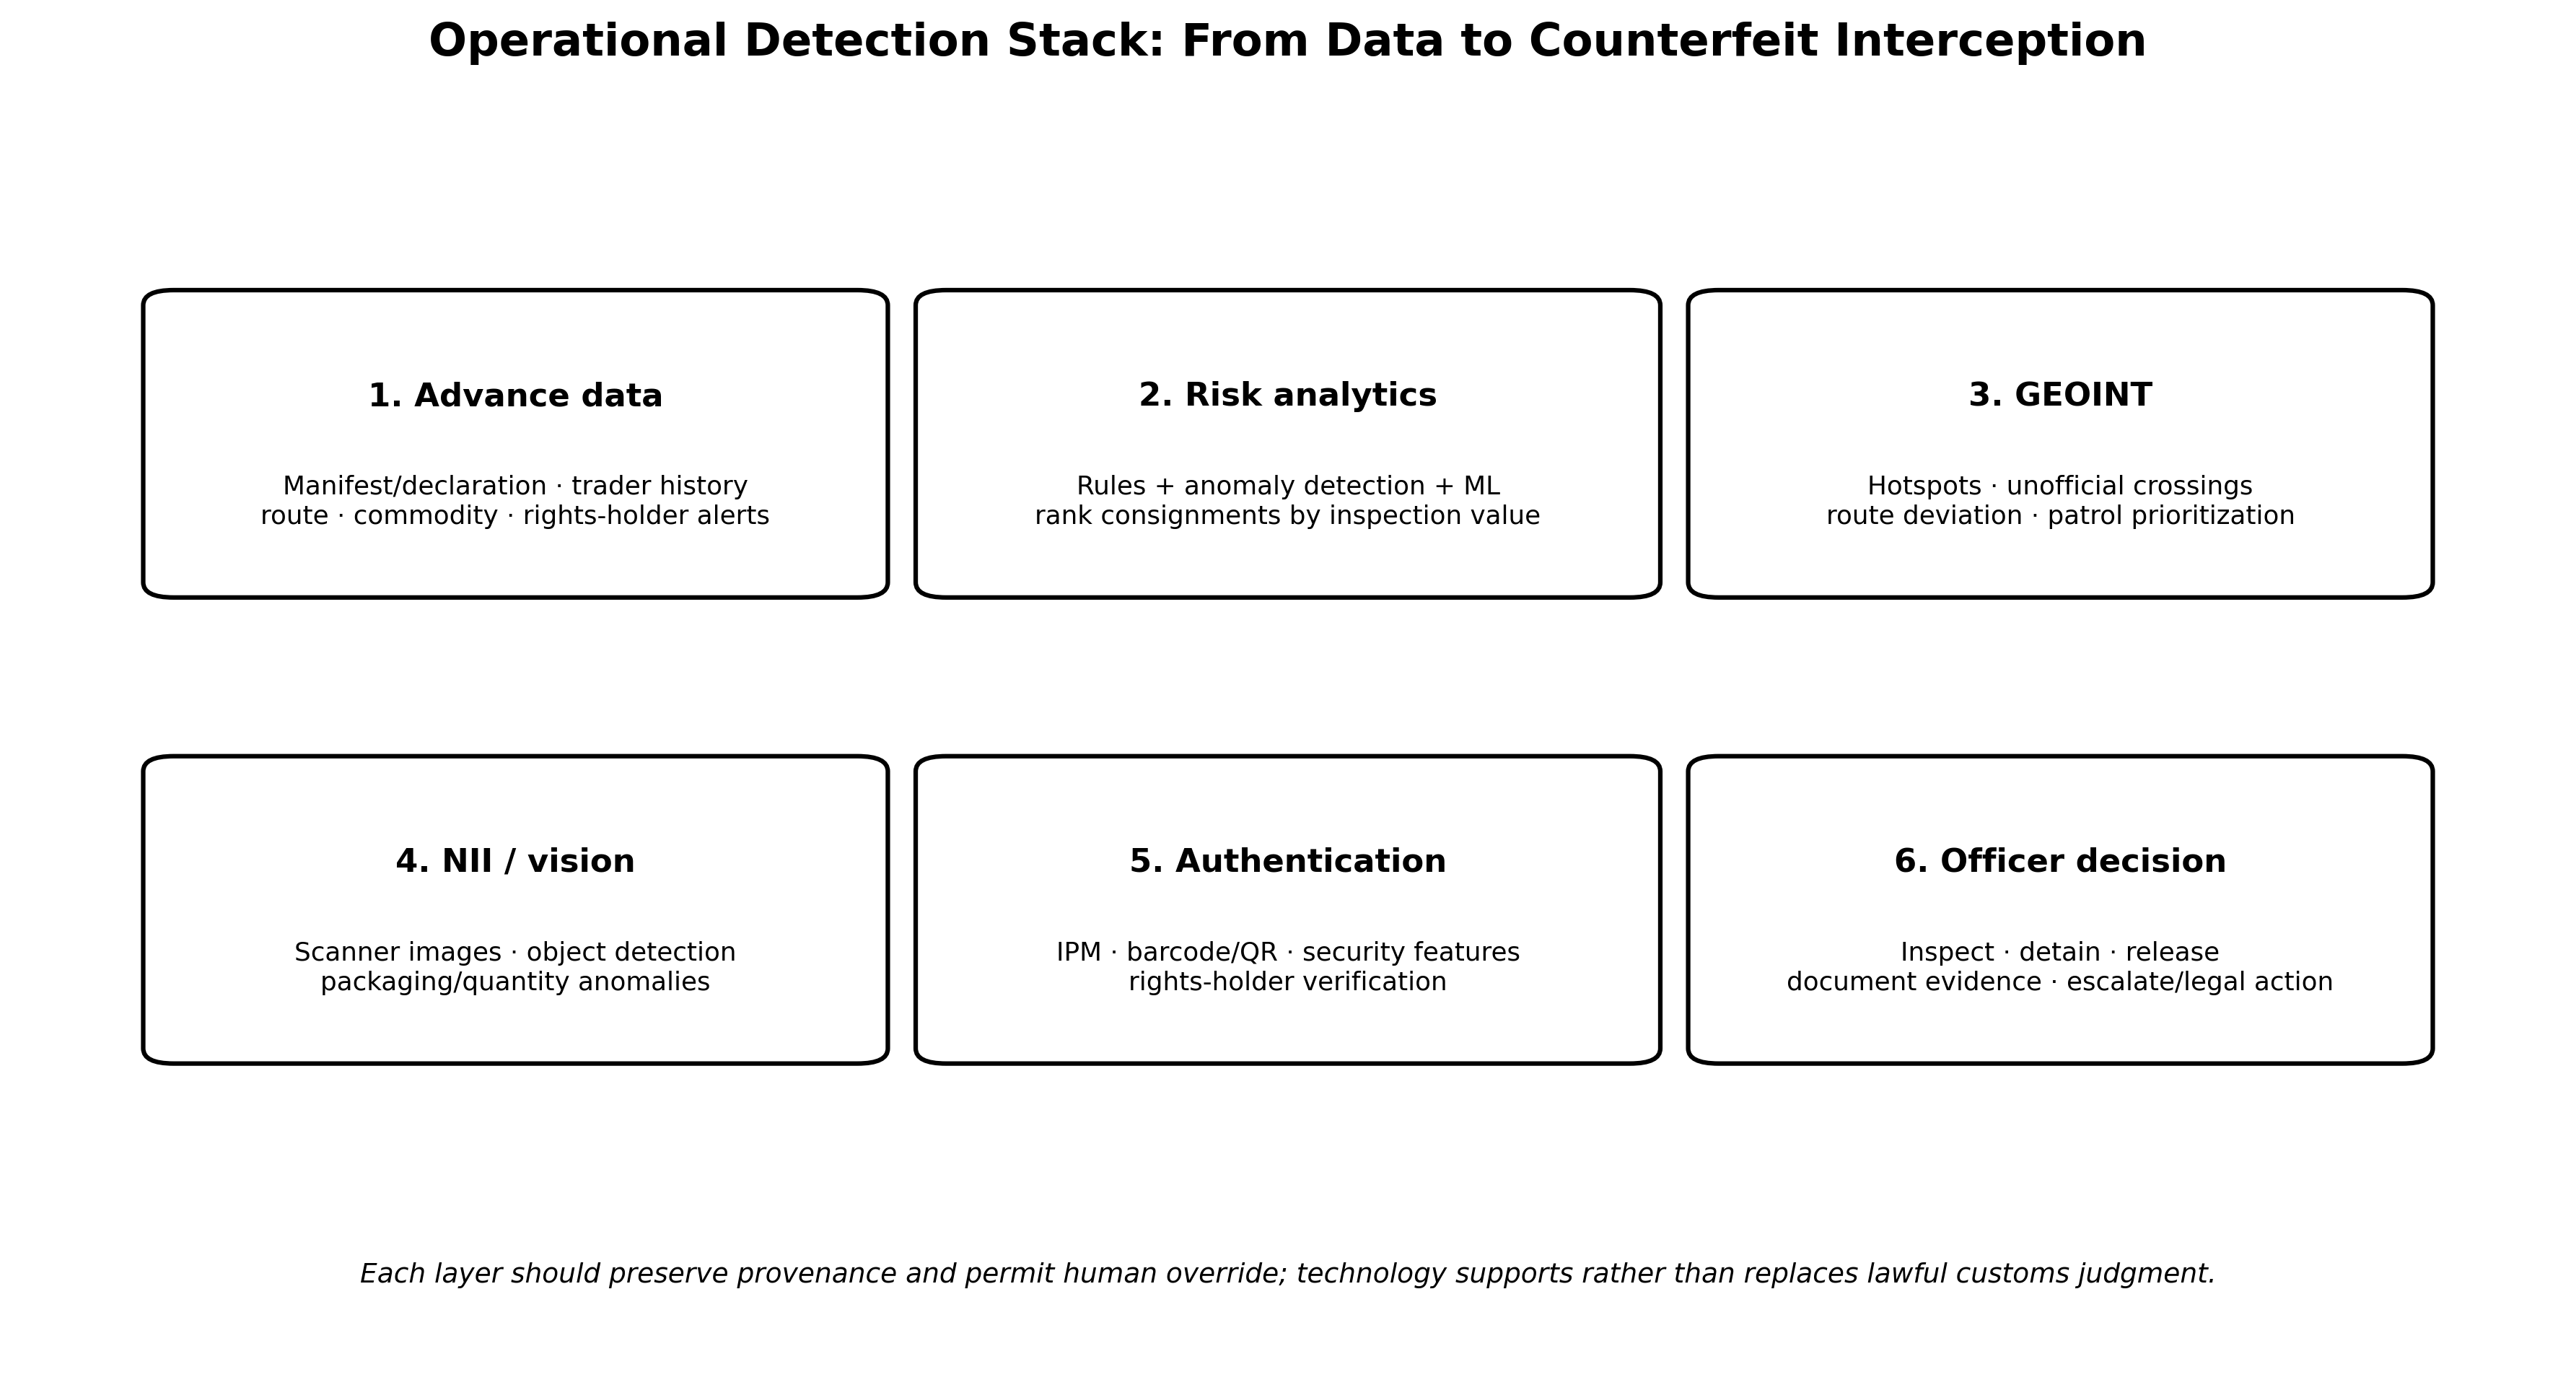 Operational Detection Stack: From Data to Counterfeit Interception
1. Advance data
Manifest/declaration · trader history
route · commodity · rights-holder alerts
2. Risk analytics
Rules + anomaly detection + ML
rank consignments by inspection value
3. GEOINT
Hotspots · unofficial crossings
route deviation · patrol prioritization
4. NII / vision
Scanner images · object detection
packaging/quantity anomalies
5. Authentication
IPM · barcode/QR · security features
rights-holder verification
6. Officer decision
Inspect · detain · release
document evidence · escalate/legal action
Each layer should preserve provenance and permit human override; technology supports rather than replaces lawful customs judgment.